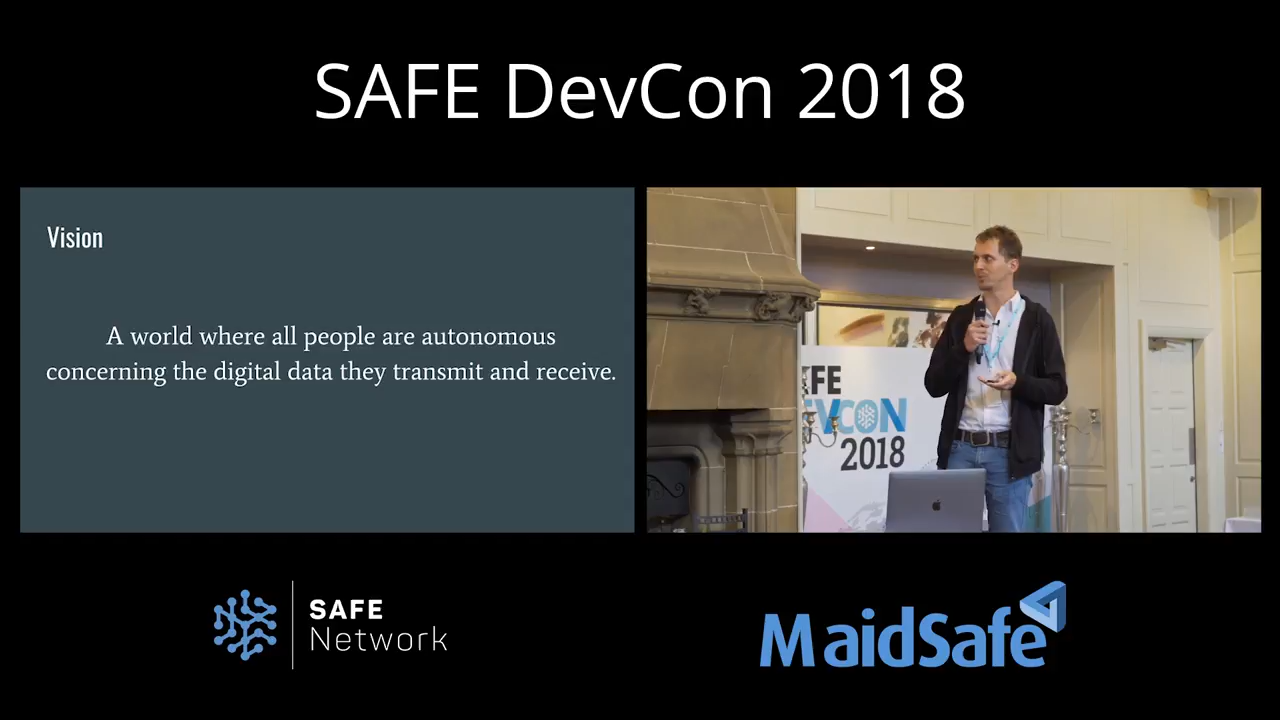 SAFE DevCon 2018
Vision
A world where all people are autonomous
concerning the digital data they transmit and receive.
FE
VCON
2018
SAFE
Network
MaidSafe